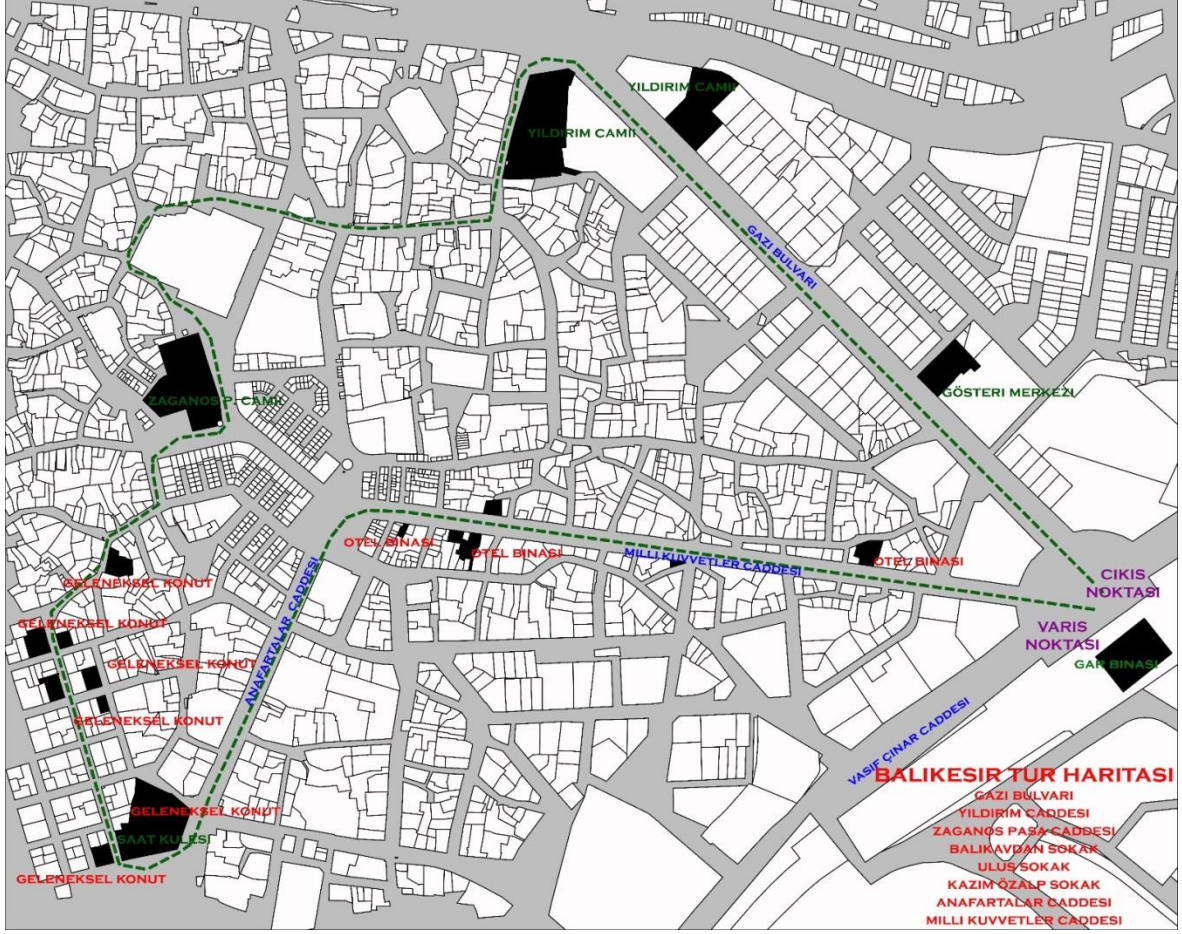 YILDIRIM CAMII
YILDIRIM CAMII
GAZI BULVARI
GÖSTERI MERKEZI
ZAGANOS P. CAMII
OTEL BINASI
OTEL BINASI
MILLI KUVVETLER CADDESI
OTEL BINASI
CIKIS
NOKTASI
VARIS
NOKTASI
GAR BINASI
GELENEKSEL KONUT
GELENEKSEL KONUT
GELENEKSEL KONUT
GELENEKSEL KONUT
ANAFARTALAR CADDESI
VASIF ÇINAR CADDESI
GELENEKSEL KONUT
SAAT KULESI
GELENEKSEL KONUT
BALIKESIR TUR HARITASI
GAZI BULVARI
YILDIRIM CADDESI
ZAGANOS PASA CADDESI
BALIKAVDAN SOKAK
ULUS SOKAK
KAZIM ÖZALP SOKAK
ANAFARTALAR CADDESI
MILLI KUVVETLER CADDESI